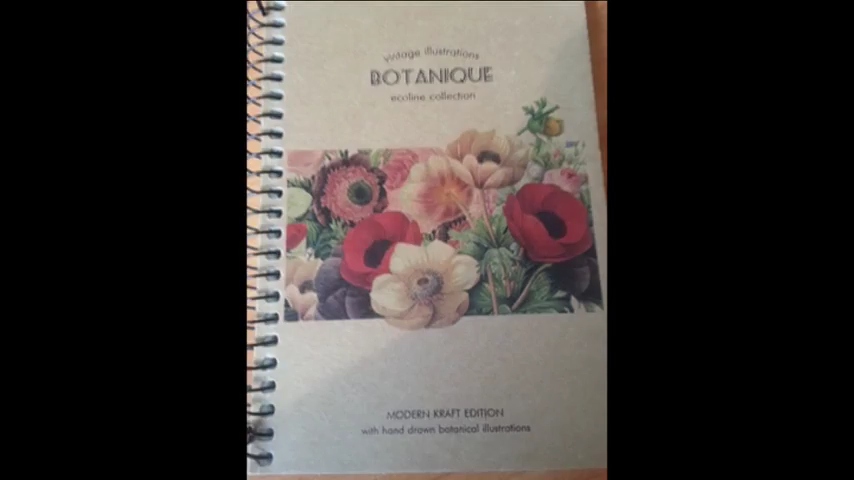 vintage illustrations
BOTANIQUE
ecoline collection
MODERN KRAFT EDITION
with hand drawn botanical illustrations